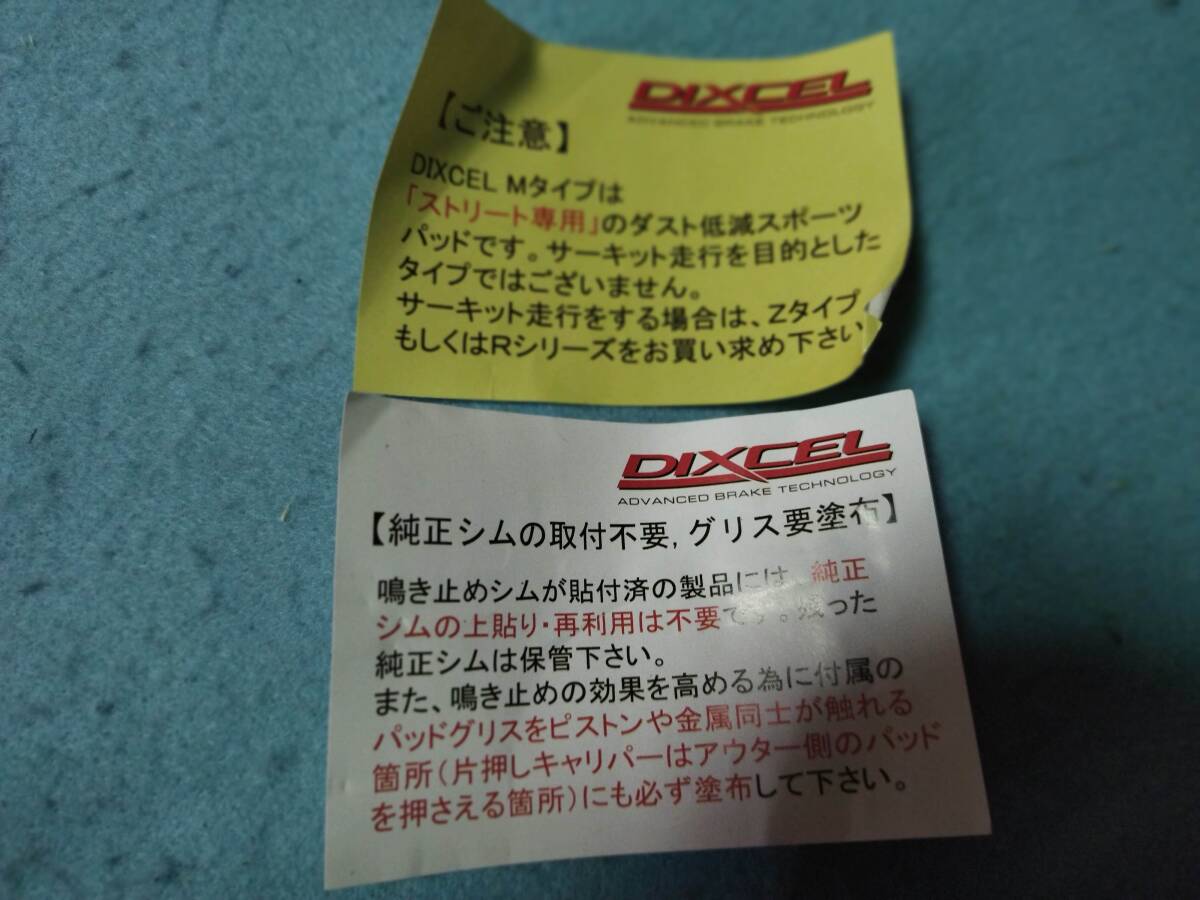 DIXCEL
ADVANCED BRAKE TECHNOLOGY
【ご注意】
DIXCEL Mタイプは
「ストリート専用」のダスト低減スポーツ
パッドです。サーキット走行を目的とした
タイプではございません。
サーキット走行をする場合は、Zタイプ
もしくはRシリーズをお買い求め下さい
DIXCEL
ADVANCED BRAKE TECHNOLOGY
【純正シムの取付不要,グリス要塗布】
鳴き止めシムが貼付済の製品には、純正
シムの上貼り・再利用は不要です。残った
純正シムは保管下さい。
また、鳴き止めの効果を高める為に付属の
パッドグリスをピストンや金属同士が触れる
箇所(片押しキャリパーはアウター側のパッド
を押さえる箇所)にも必ず塗布して下さい。